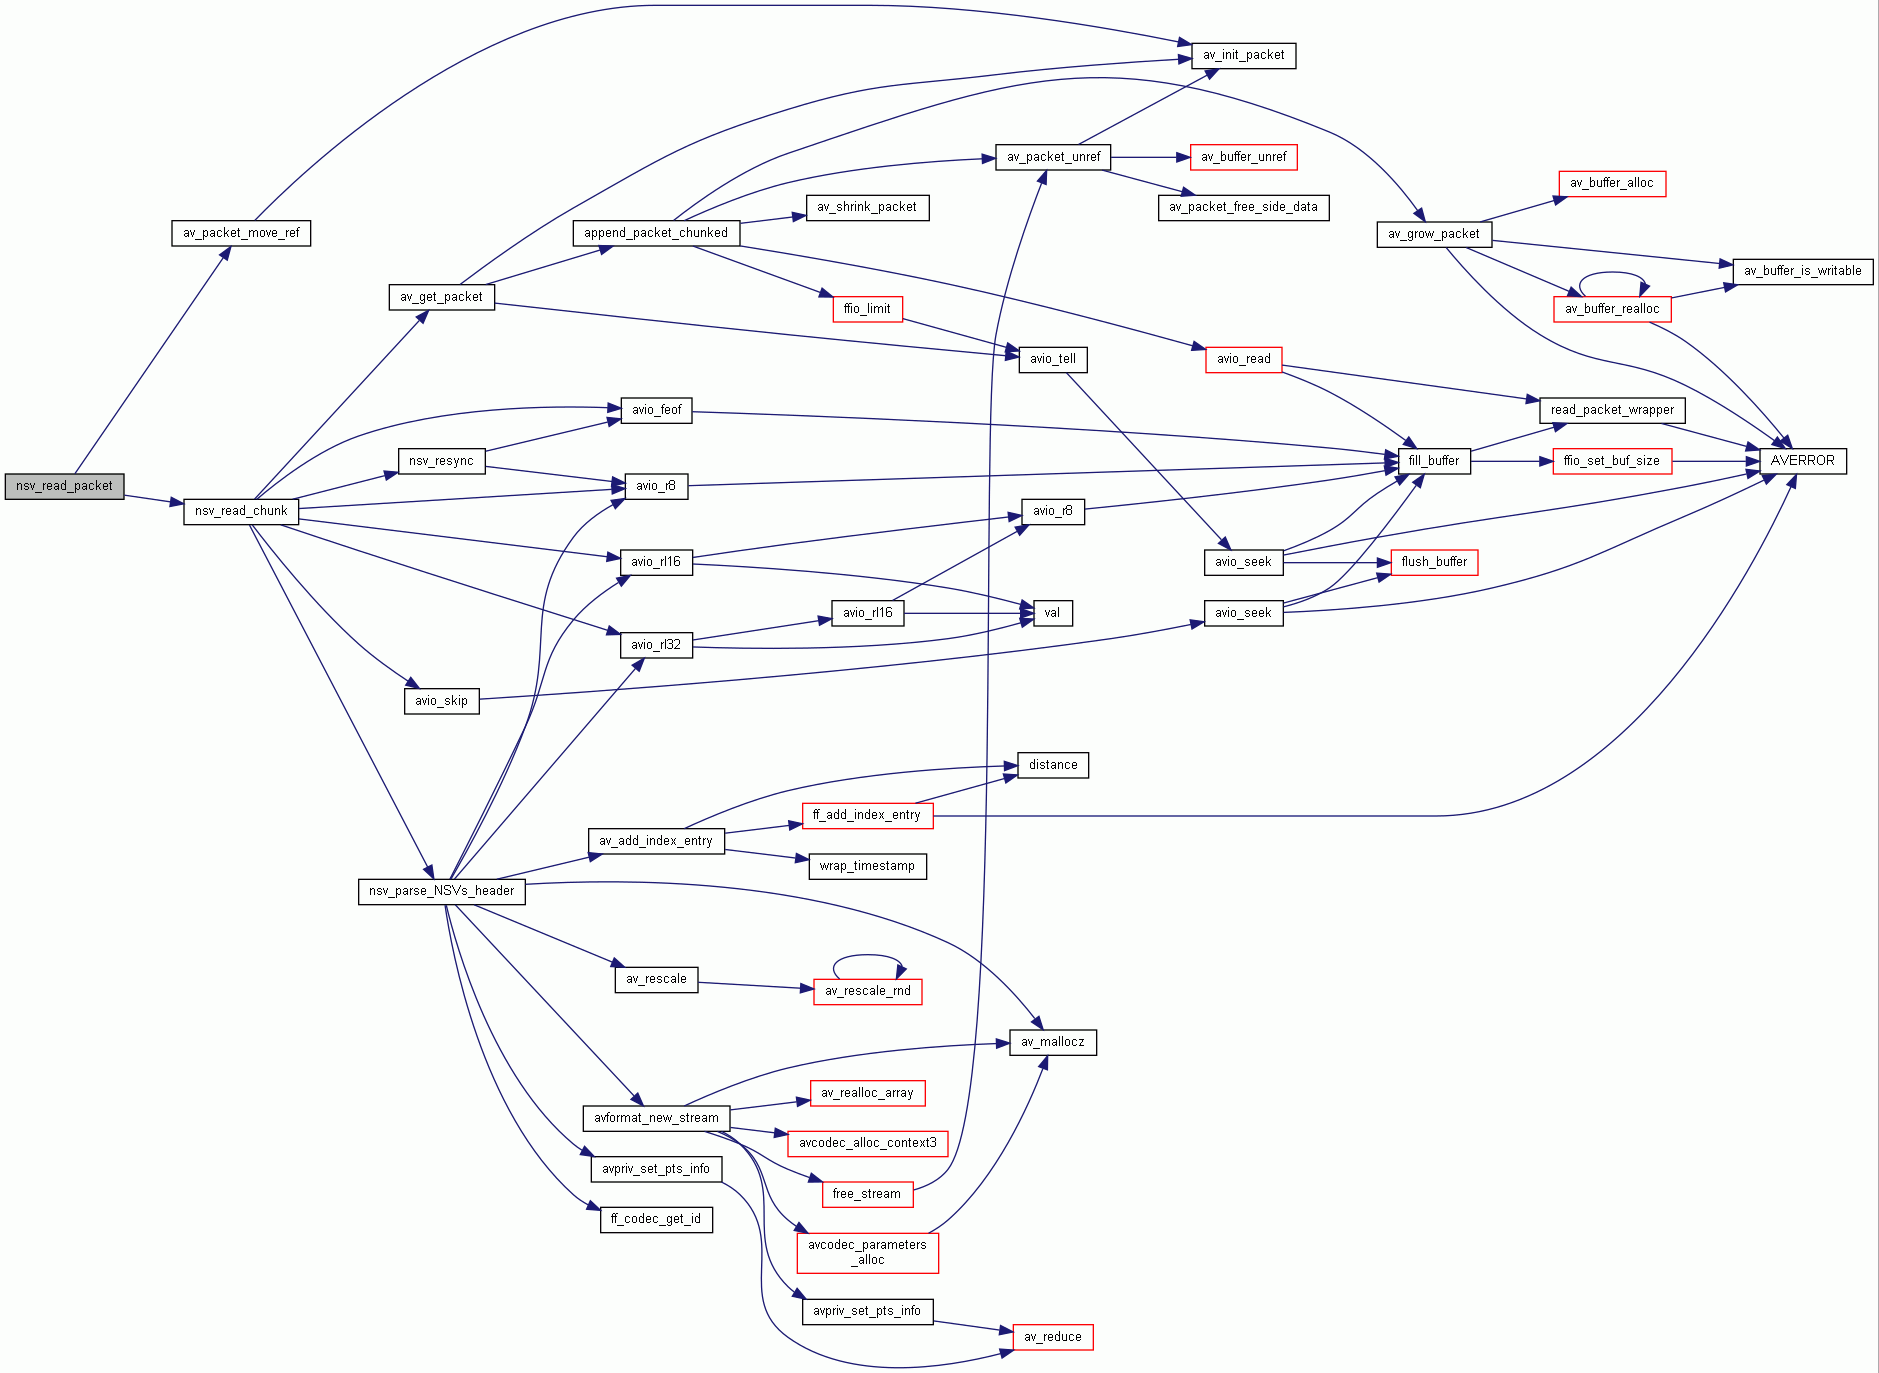 av_init_packet
av_packet_unref
av_buffer_unref
av_buffer_alloc
av_shrink_packet
av_packet_free_side_data
av_packet_move_ref
append_packet_chunked
av_grow_packet
av_buffer_is_writable
av_get_packet
ffio_limit
av_buffer_realloc
avio_tell
avio_read
avio_feof
read_packet_wrapper
nsv_resync
fill_buffer
ffio_set_buf_size
AVERROR
nsv_read_packet
avio_r8
nsv_read_chunk
avio_r8
avio_rl16
avio_seek
flush_buffer
avio_rl16
val
avio_seek
avio_rl32
avio_skip
distance
ff_add_index_entry
av_add_index_entry
wrap_timestamp
nsv_parse_NSVs_header
av_rescale
av_rescale_rnd
av_mallocz
av_realloc_array
avformat_new_stream
avcodec_alloc_context3
avpriv_set_pts_info
free_stream
ff_codec_get_id
avcodec_parameters
_alloc
avpriv_set_pts_info
av_reduce